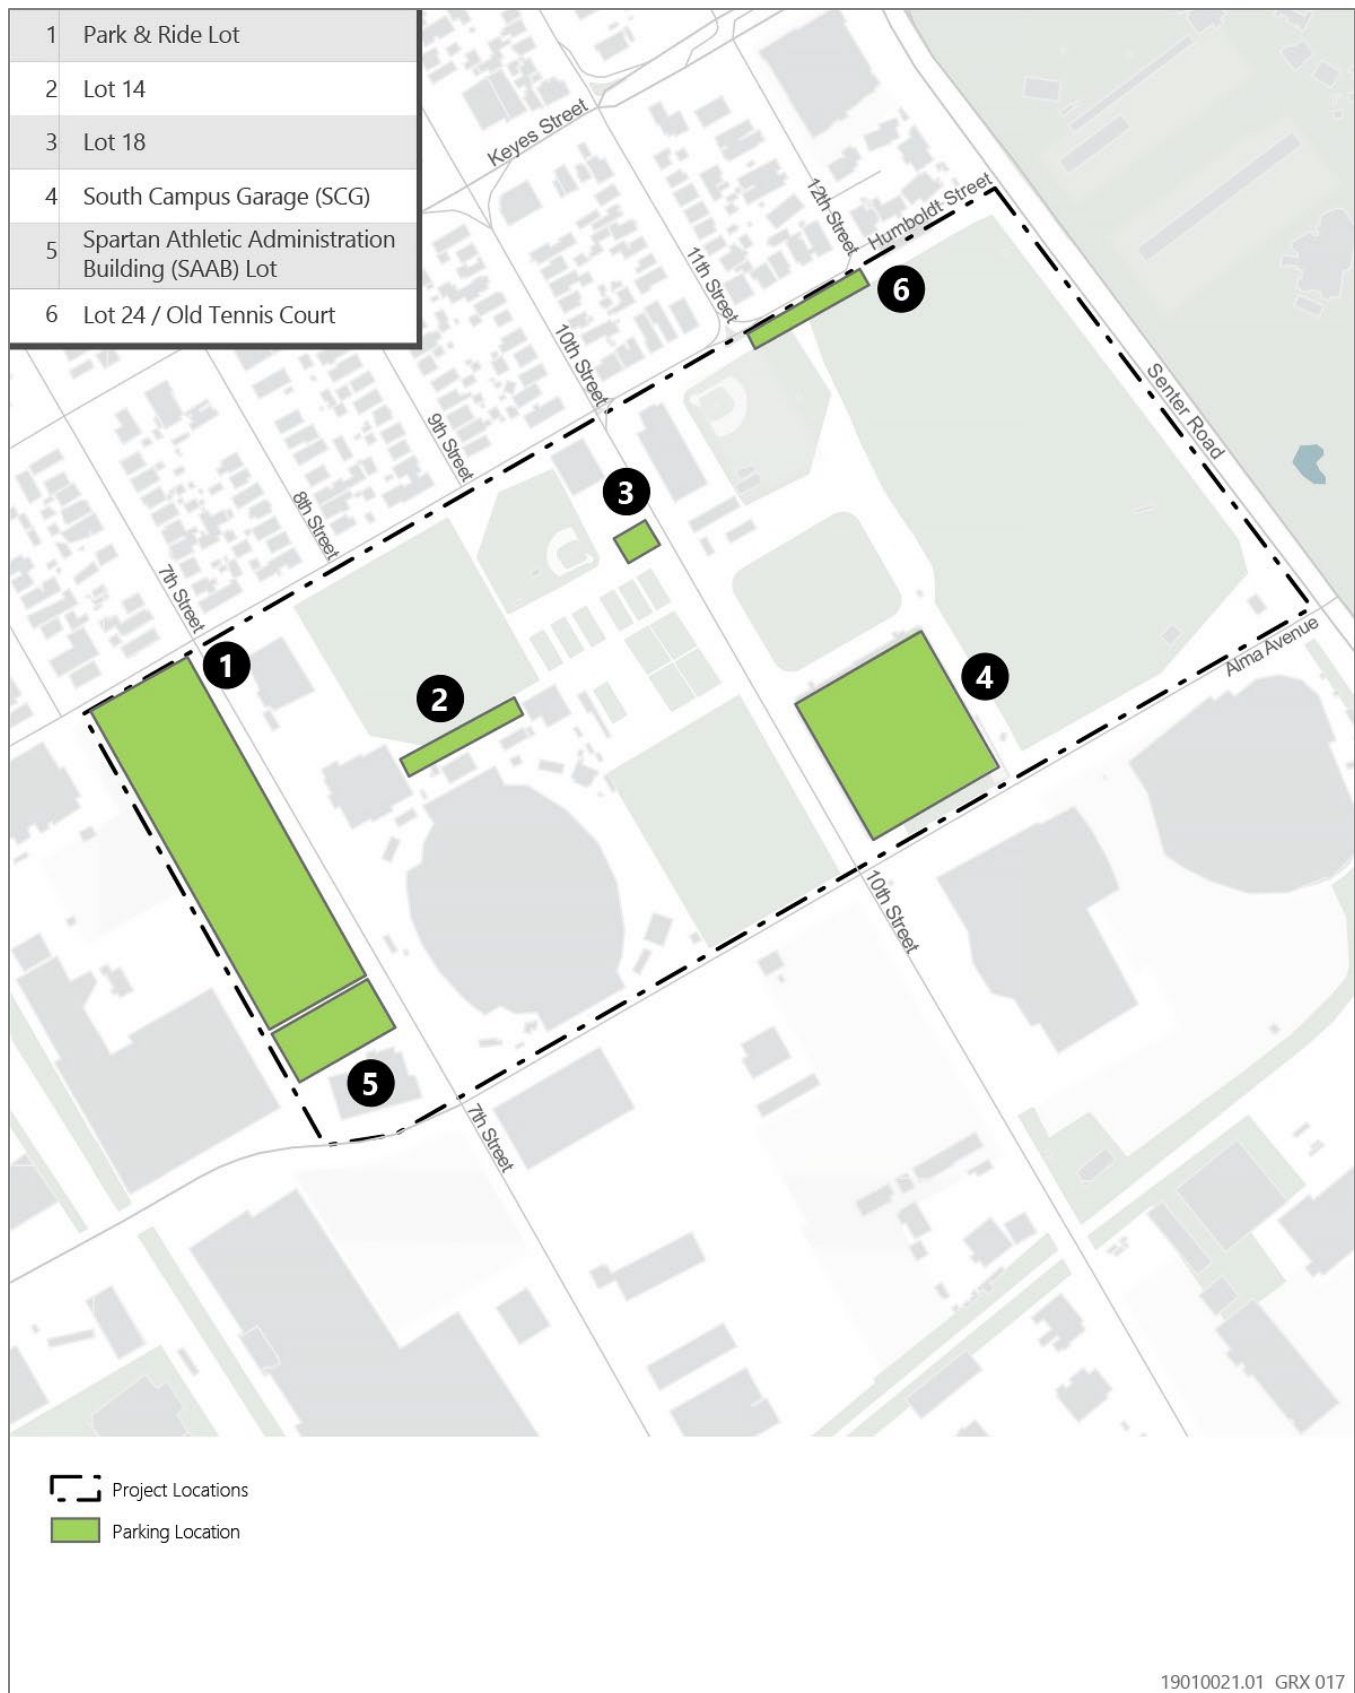 1 Park & Ride Lot
2 Lot 14
3 Lot 18
4 South Campus Garage (SCG)
5 Spartan Athletic Administration
Building (SAAB) Lot
6 Lot 24 / Old Tennis Court
Keyes Street
12th Street
Humboldt Street
11th Street
6
10th Street
Senter Road
9th Street
3
8th Street
7th Street
1
Alma Avenue
2
4
10th Street
5
7th Street
Project Locations
Parking Location
19010021.01 GRX 017